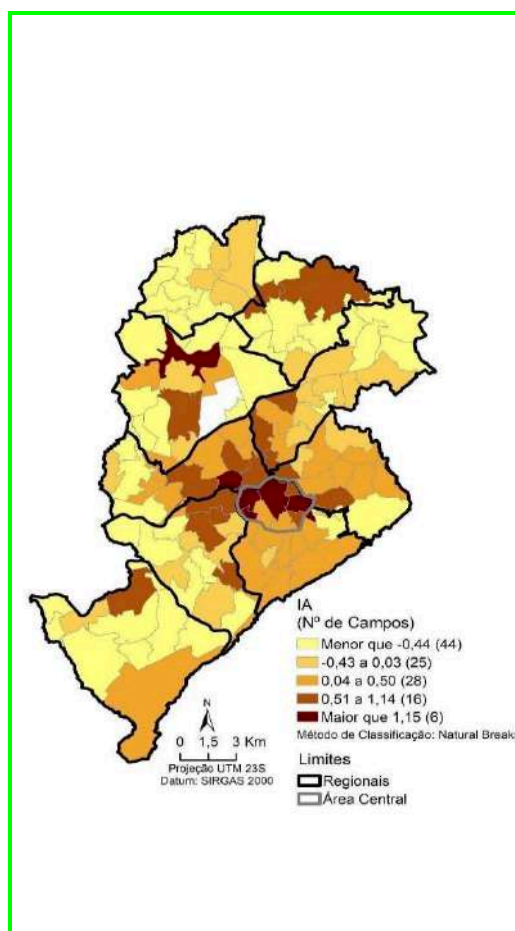 IA
(Nº de Campos)
Menor que -0,44 (44)
-0,43 a 0,03 (25)
0,04 a 0,50 (28)
0,51 a 1,14 (16)
Maior que 1,15 (6)
Método de Classificação: Natural Break
Limites
Regionais
Área Central
N
0 1,5 3 Km
Projeção UTM 23S
Datum: SIRGAS 2000